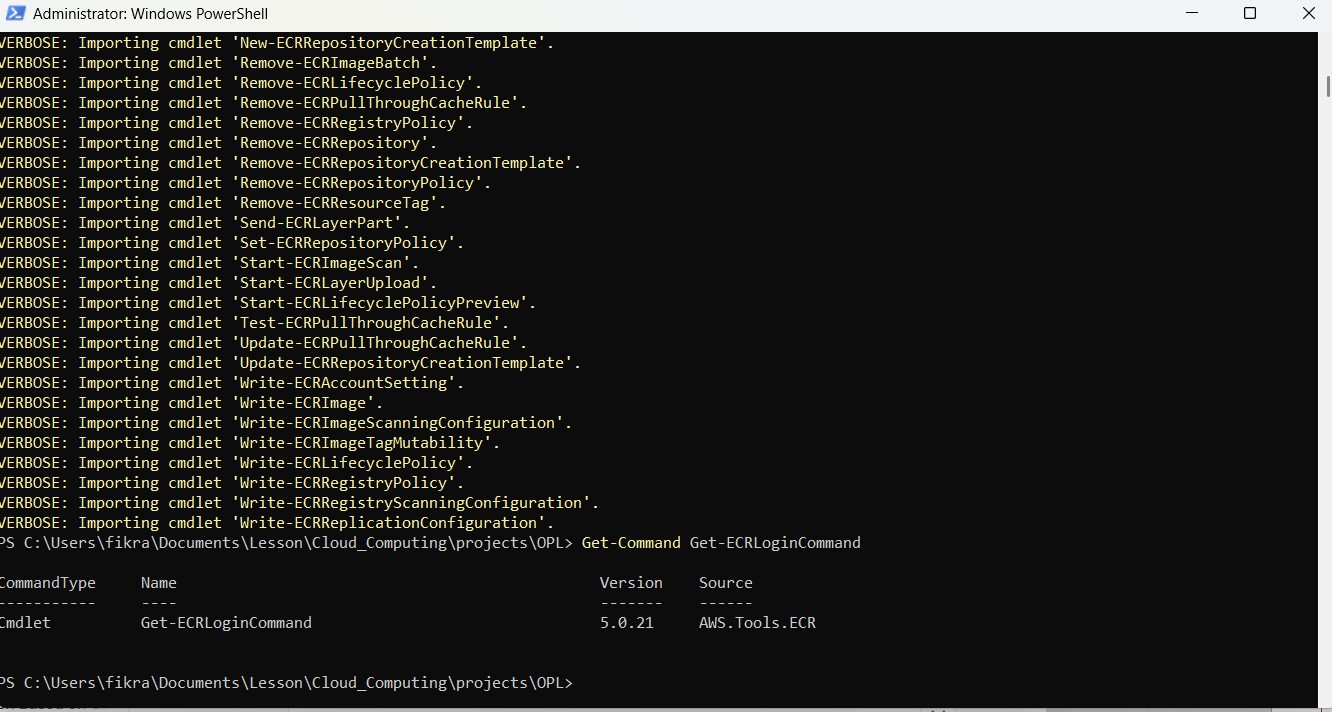 Administrator: Windows PowerShell
VERBOSE: Importing cmdlet 'New-ECRRepositoryCreationTemplate'.
VERBOSE: Importing cmdlet 'Remove-ECRImageBatch'.
VERBOSE: Importing cmdlet 'Remove-ECRLifecyclePolicy'.
VERBOSE: Importing cmdlet 'Remove-ECRPullThroughCacheRule'.
VERBOSE: Importing cmdlet 'Remove-ECRRegistryPolicy'.
VERBOSE: Importing cmdlet 'Remove-ECRRepository'.
VERBOSE: Importing cmdlet 'Remove-ECRRepositoryCreationTemplate'.
VERBOSE: Importing cmdlet 'Remove-ECRRepositoryPolicy'.
VERBOSE: Importing cmdlet 'Remove-ECRResourceTag'.
VERBOSE: Importing cmdlet 'Send-ECRLayerPart'.
VERBOSE: Importing cmdlet 'Set-ECRRepositoryPolicy'.
VERBOSE: Importing cmdlet 'Start-ECRImageScan'.
VERBOSE: Importing cmdlet 'Start-ECRLayerUpload'.
VERBOSE: Importing cmdlet 'Start-ECRLifecyclePolicyPreview'.
VERBOSE: Importing cmdlet 'Test-ECRPullThroughCacheRule'.
VERBOSE: Importing cmdlet 'Update-ECRPullThroughCacheRule'.
VERBOSE: Importing cmdlet 'Update-ECRRepositoryCreationTemplate'.
VERBOSE: Importing cmdlet 'Write-ECRAccountSetting'.
VERBOSE: Importing cmdlet 'Write-ECRImage'.
VERBOSE: Importing cmdlet 'Write-ECRImageScanningConfiguration'.
VERBOSE: Importing cmdlet 'Write-ECRImageTagMutability'.
VERBOSE: Importing cmdlet 'Write-ECRLifecyclePolicy'.
VERBOSE: Importing cmdlet 'Write-ECRRegistryPolicy'.
VERBOSE: Importing cmdlet 'Write-ECRRegistryScanningConfiguration'.
VERBOSE: Importing cmdlet 'Write-ECRReplicationConfiguration'.
PS C:\Users\fikra\Documents\Lesson\Cloud_Computing\projects\OPL> Get-Command Get-ECRLoginCommand
CommandType     Name                                               Version    Source
-----------     ----                                               -------    ------
Cmdlet          Get-ECRLoginCommand                                5.0.21     AWS.Tools.ECR
PS C:\Users\fikra\Documents\Lesson\Cloud_Computing\projects\OPL>